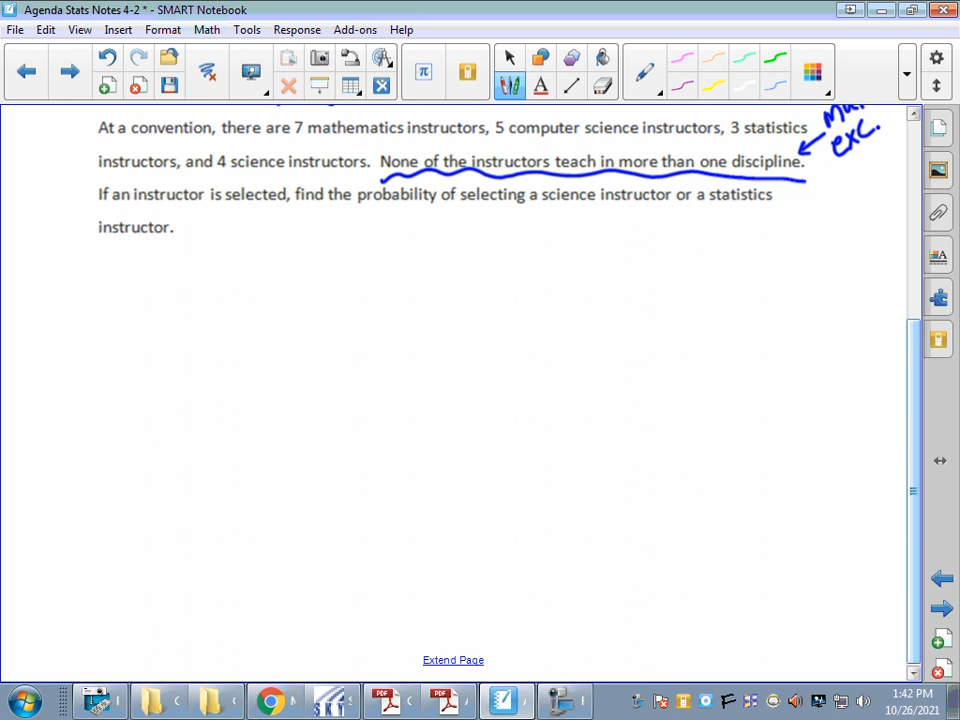 Agenda Stats Notes 4-2 * - SMART Notebook
File Edit View Insert Format Math Tools Response Add-ons Help
At a convention, there are 7 mathematics instructors, 5 computer science instructors, 3 statistics
instructors, and 4 science instructors. None of the instructors teach in more than one discipline.
exc.
If an instructor is selected, find the probability of selecting a science instructor or a statistics
instructor.
Extend Page
1:42 PM
10/26/2021